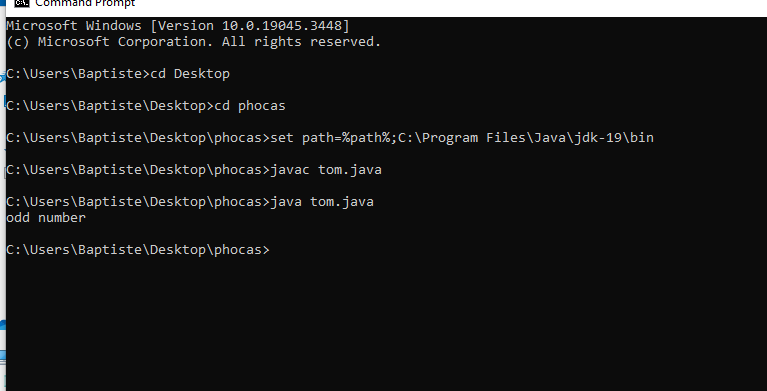 Command Prompt
Microsoft Windows [Version 10.0.19045.3448]
(c) Microsoft Corporation. All rights reserved.
C:\Users\Baptiste>cd Desktop
C:\Users\Baptiste\Desktop>cd phocas
C:\Users\Baptiste\Desktop\phocas>set path=%path%;C:\Program Files\Java\jdk-19\bin
C:\Users\Baptiste\Desktop\phocas>javac tom.java
C:\Users\Baptiste\Desktop\phocas>java tom.java
odd number
C:\Users\Baptiste\Desktop\phocas>